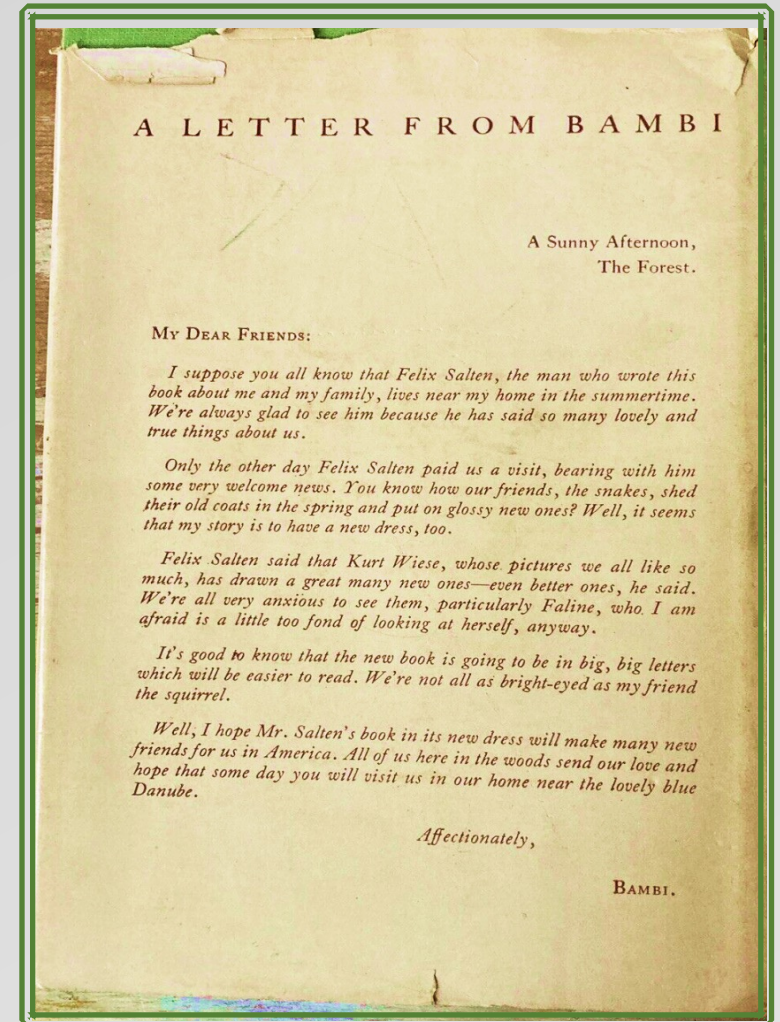 A LETTER FROM BAMBI
A Sunny Afternoon,
The Forest.
My Dear Friends:
I suppose you all know that Felix Salten, the man who wrote this
book about me and my family, lives near my home in the summertime.
We're always glad to see him because he has said so many lovely and
true things about us.
Only the other day Felix Salten paid us a visit, bearing with him
some very welcome news. You know how our friends, the snakes, shed
their old coats in the spring and put on glossy new ones? Well, it seems
that my story is to have a new dress, too.
Felix Salten said that Kurt Wiese, whose pictures we all like so
much, has drawn a great many new ones—even better ones, he said.
We're all very anxious to see them, particularly Faline, who I am
afraid is a little too fond of looking at herself, anyway.
It's good to know that the new book is going to be in big, big letters
which will be easier to read. We're not all as bright-eyed as my friend
the squirrel.
Well, I hope Mr. Salten's book in its new dress will make many new
friends for us in America. All of us here in the woods send our love and
hope that some day you will visit us in our home near the lovely blue
Danube.
Affectionately,
Bambi.